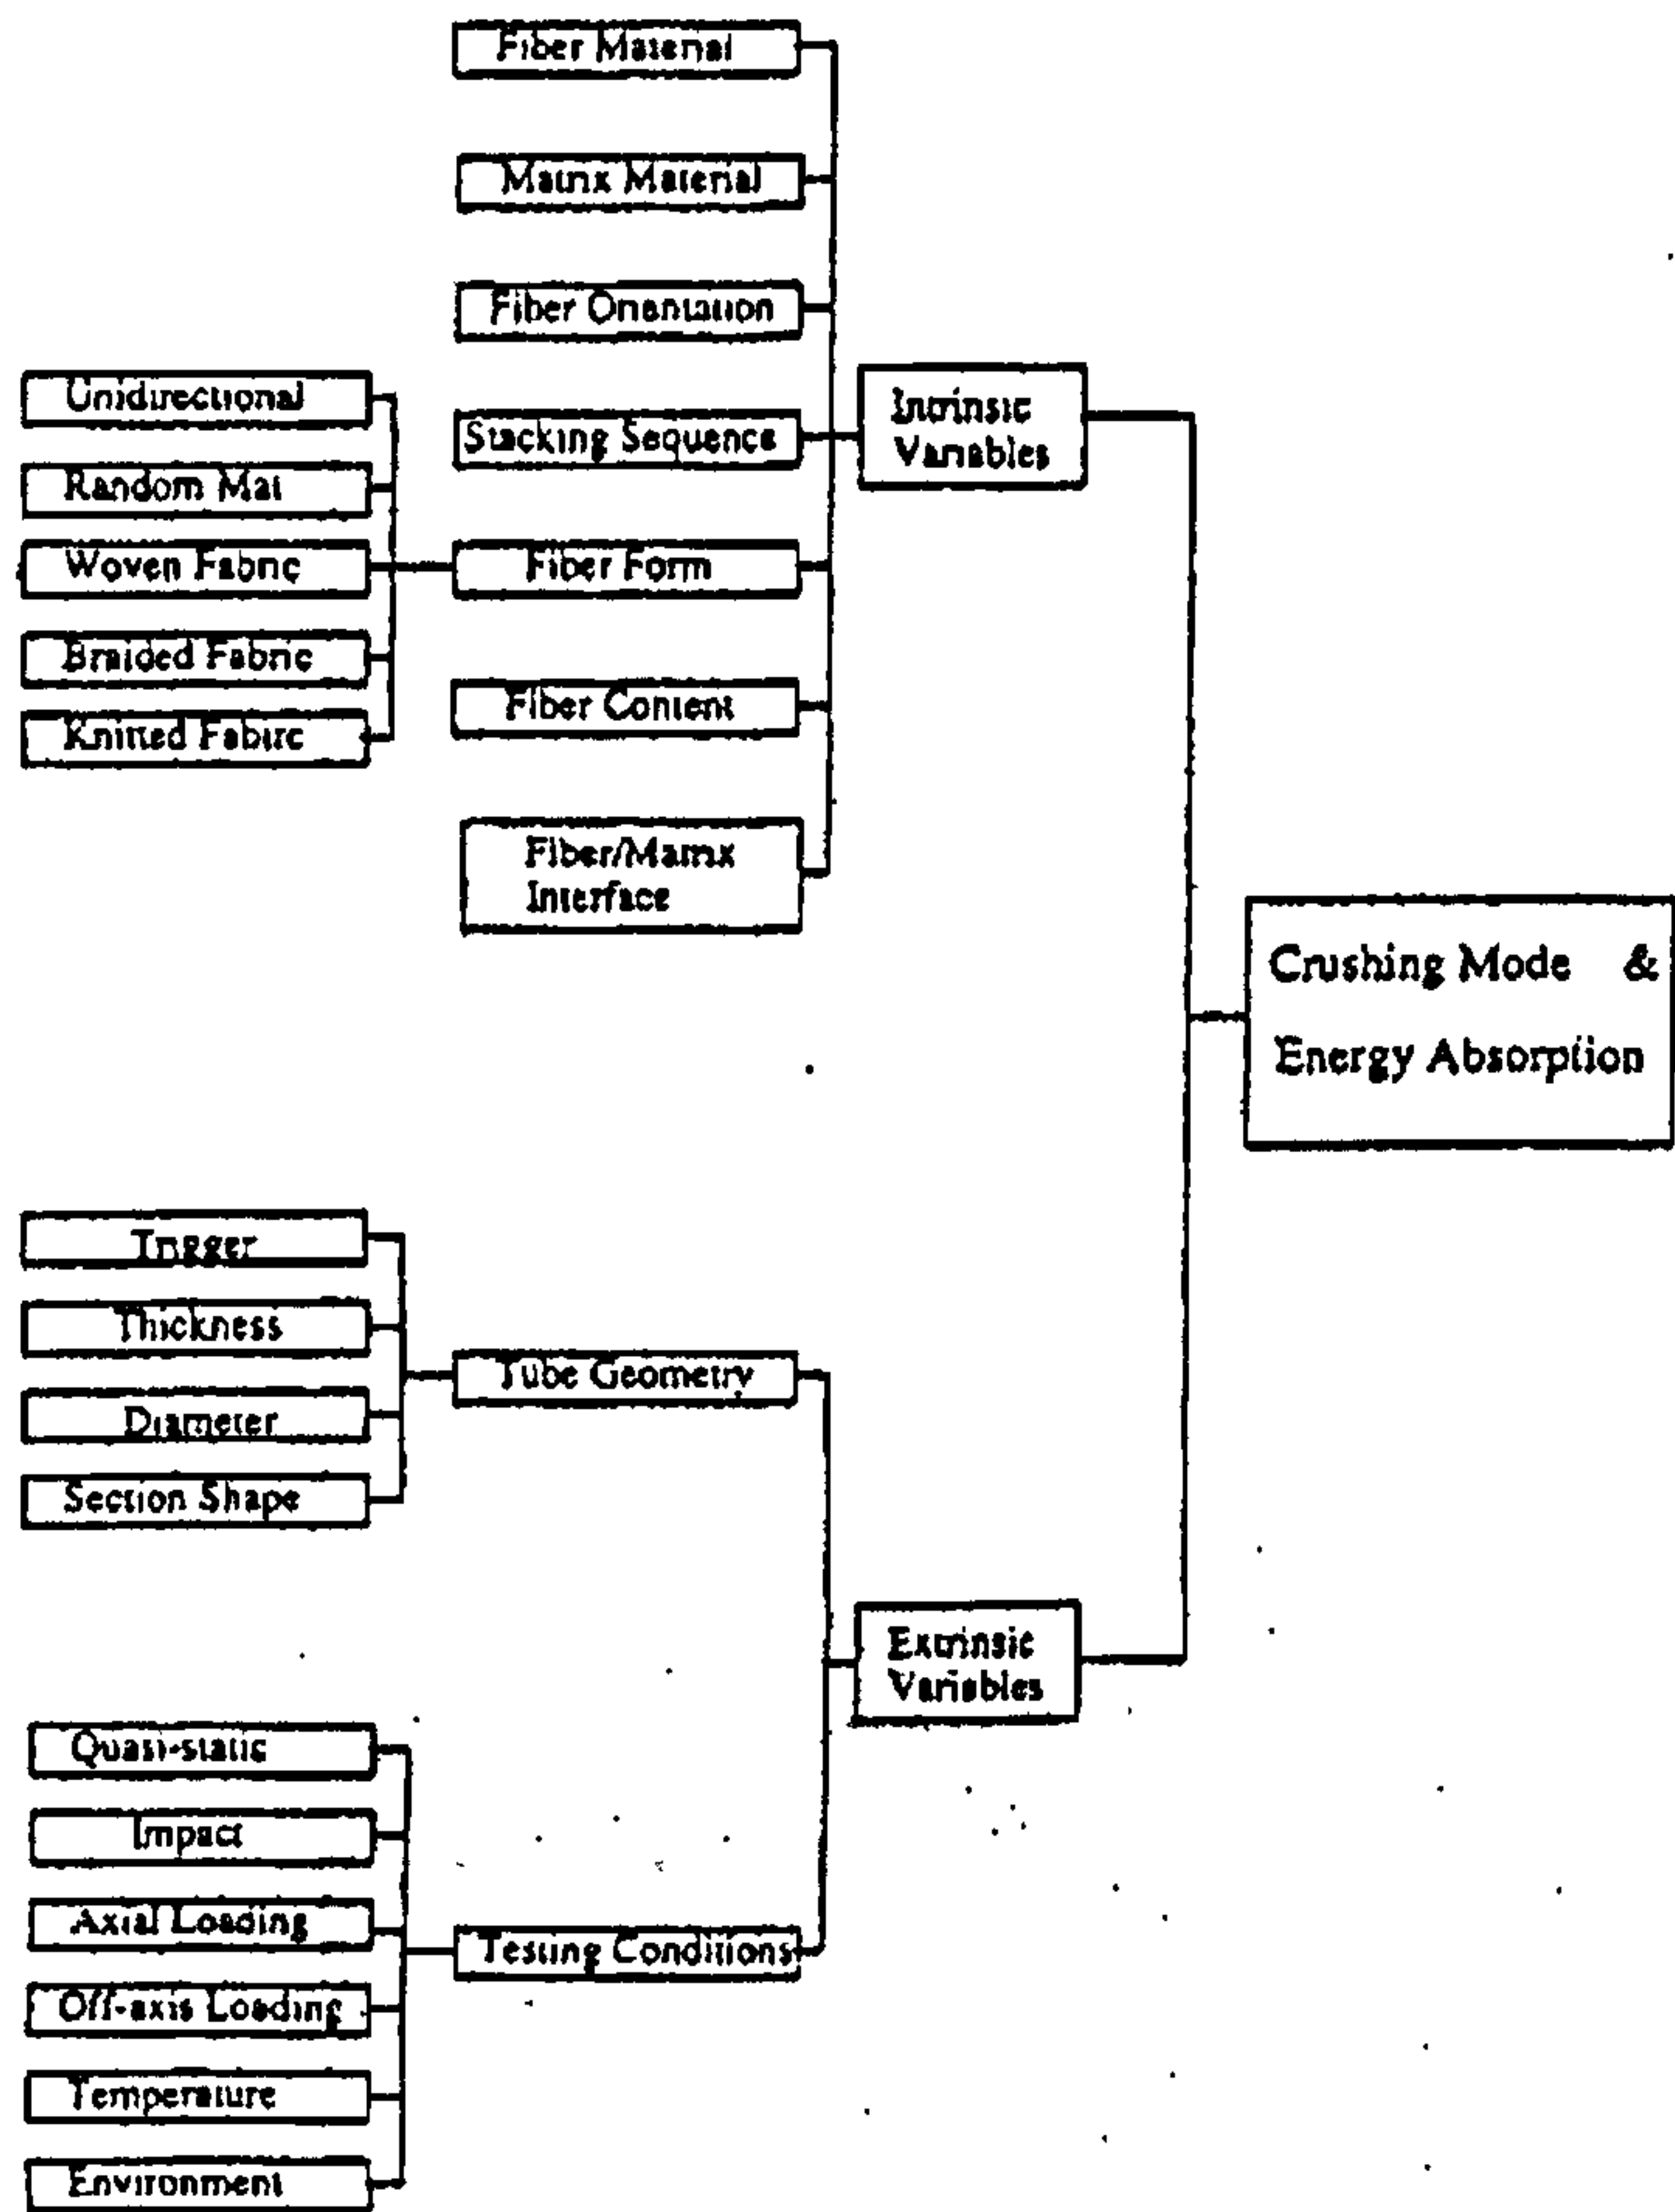 Fiber Material
Matrix Material
Fiber Orientation
Stacking Sequence
Fiber Form
Fiber Content
Fiber/Matrix
Interface
Unidirectional
Random Mat
Woven Fabric
Braided Fabric
Knitted Fabirc
Intrinsic
Variables
Crushing Mode &
Energy Absorption
Trigger
Thickness
Diameter
Section Shape
Tube Geometry
Extrinsic
Variables
Quasi-static
Impact
Axial Loading
Off-axis Loading
Temperature
Environment
Testing Conditions